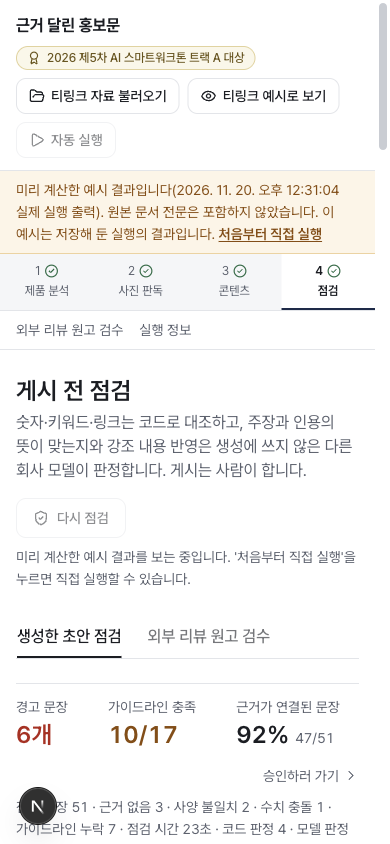 근거 달린 홍보문
2026 제5차 AI 스마트워크톤 트랙 A 대상
티링크 자료 불러오기
티링크 예시로 보기
자동 실행
미리 계산한 예시 결과입니다(2026. 11. 20. 오후 12:31:04
실제 실행 출력). 원본 문서 전문은 포함하지 않았습니다. 이
예시는 저장해 둔 실행의 결과입니다. 처음부터 직접 실행
1
제품 분석
2
사진 판독
3
콘텐츠
4
점검
외부 리뷰 원고 검수 실행 정보
게시 전 점검
숫자·키워드·링크는 코드로 대조하고, 주장과 인용의
뜻이 맞는지와 강조 내용 반영은 생성에 쓰지 않은 다른
회사 모델이 판정합니다. 게시는 사람이 합니다.
다시 점검
미리 계산한 예시 결과를 보는 중입니다. '처음부터 직접 실행'을
누르면 직접 실행할 수 있습니다.
생성한 초안 점검 외부 리뷰 원고 검수
경고 문장
6개
가이드라인 충족
10/17
근거가 연결된 문장
92% 47/51
승인하러 가기
N
장 51 · 근거 없음 3 · 사양 불일치 2 · 수치 충돌 1 ·
가이드라인 누락 7 · 점검 시간 23초 · 코드 판정 4 · 모델 판정